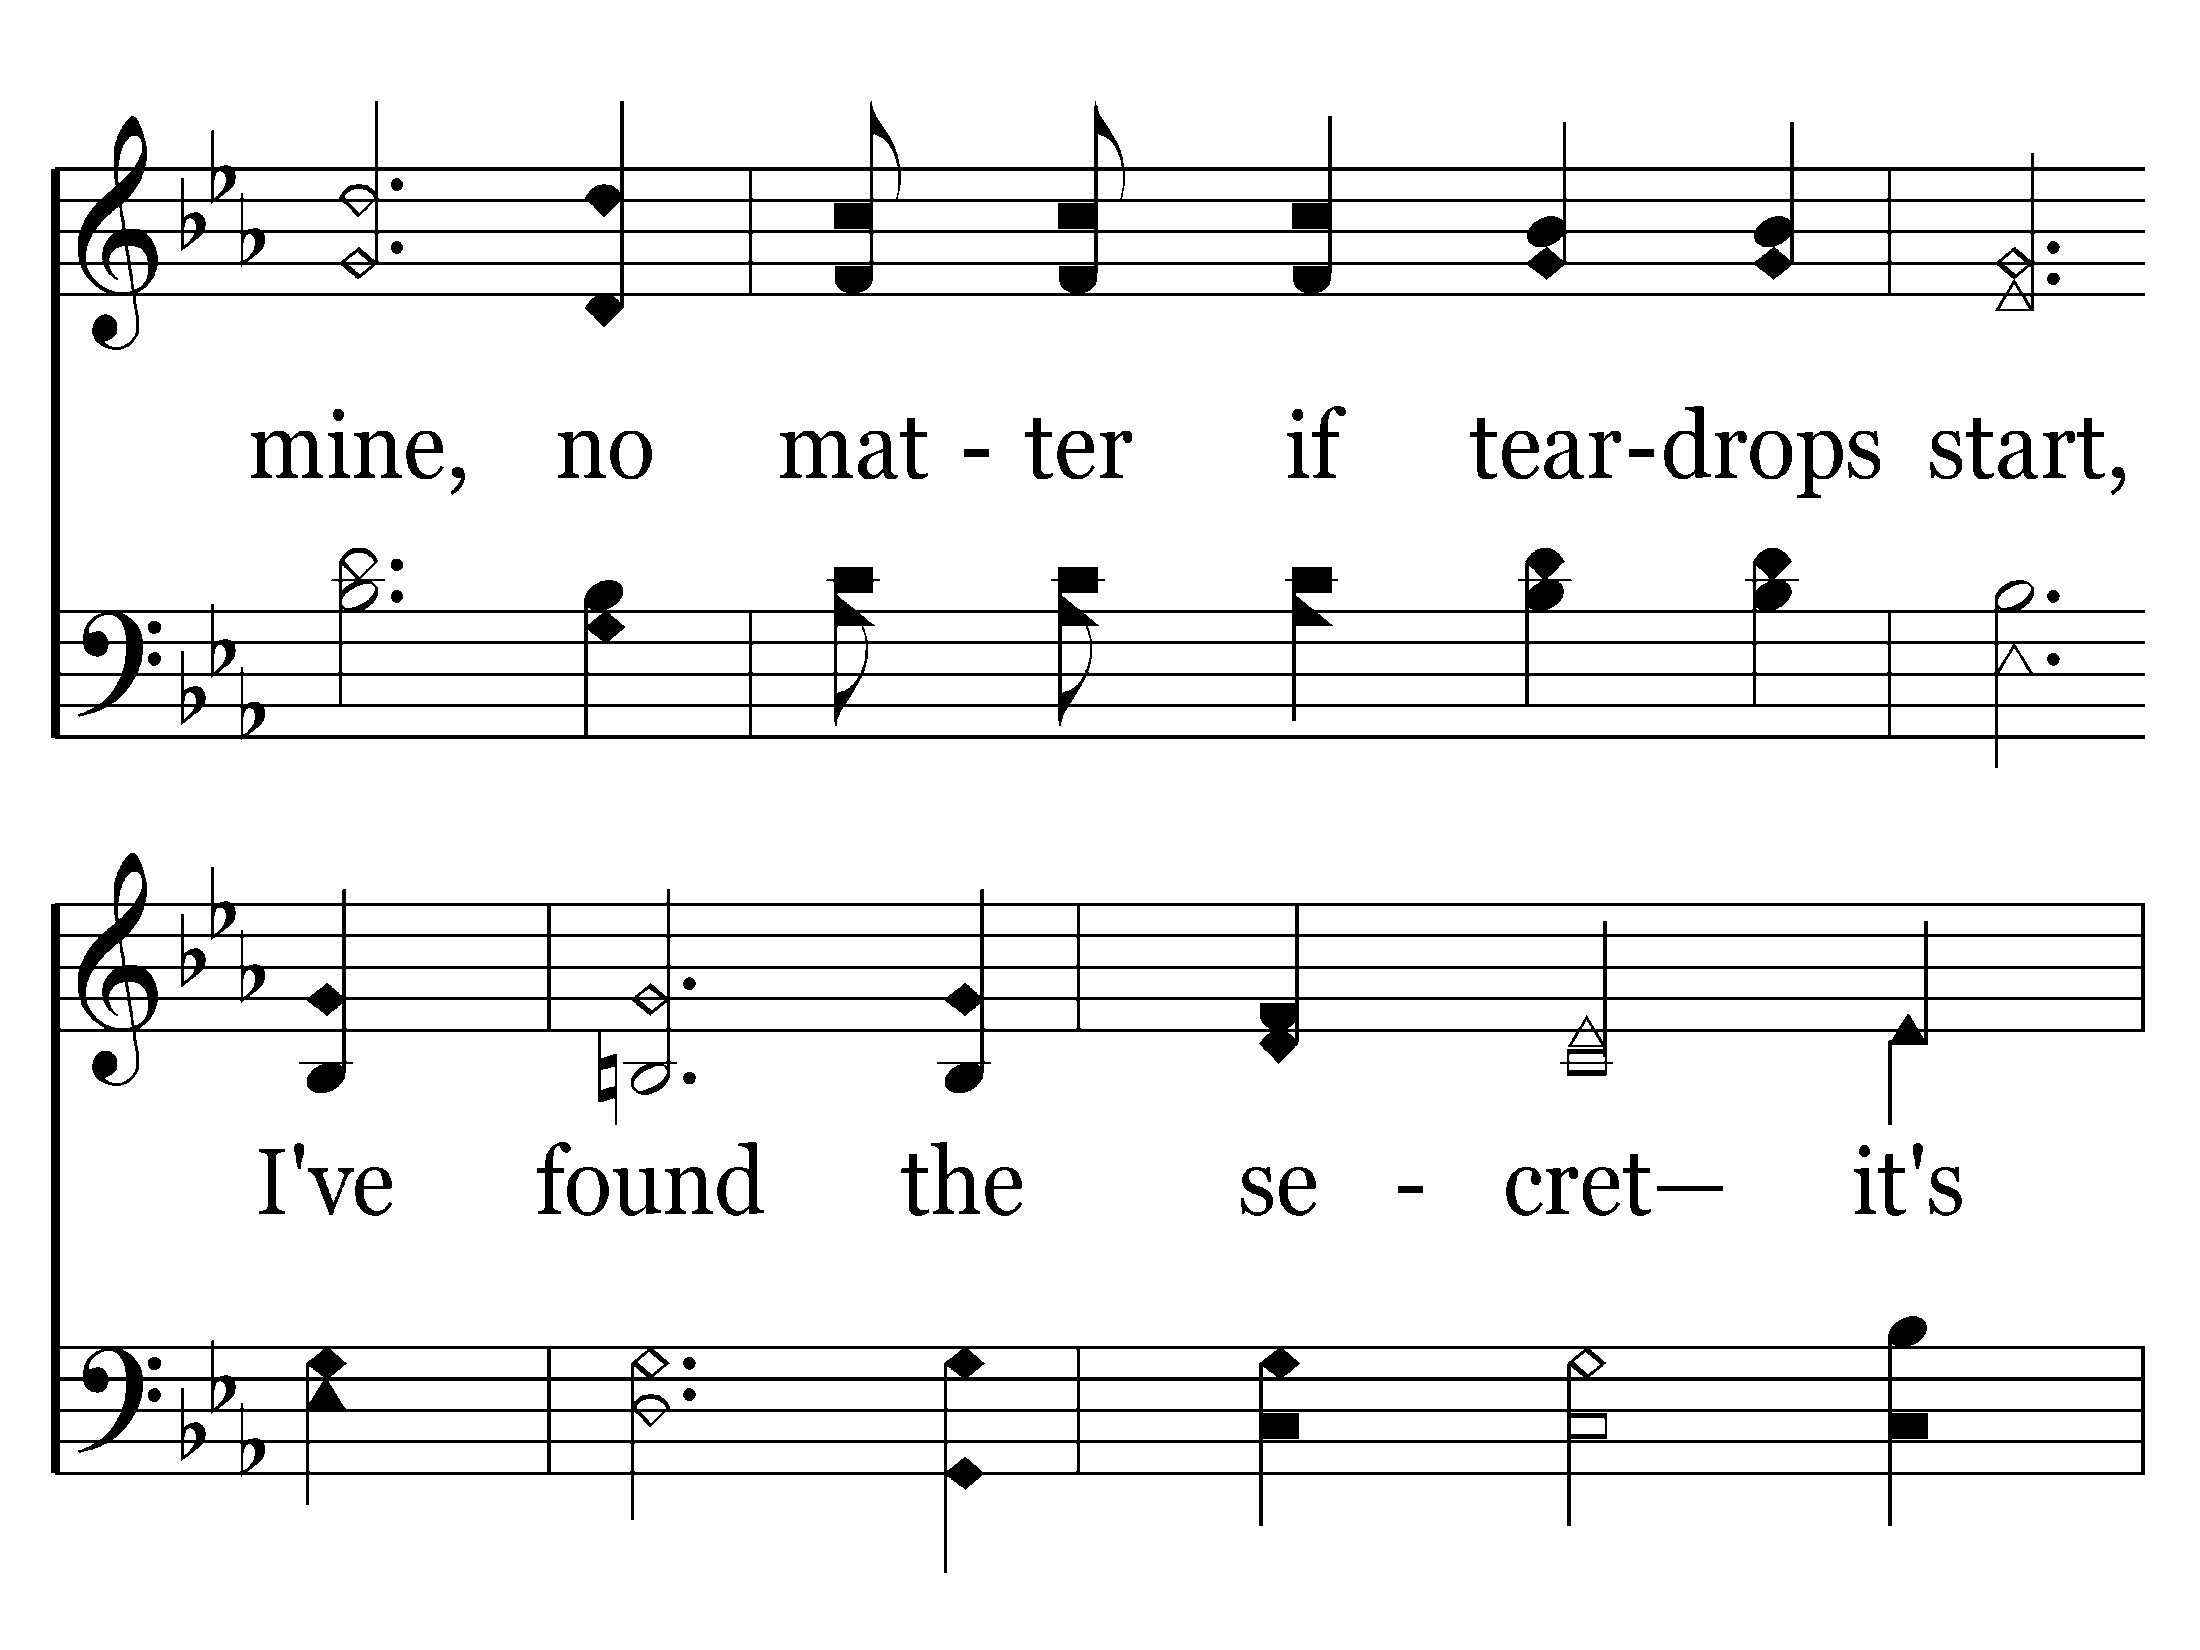 mine, no mat - ter if tear-drops start,
I've found the se - cret— it's